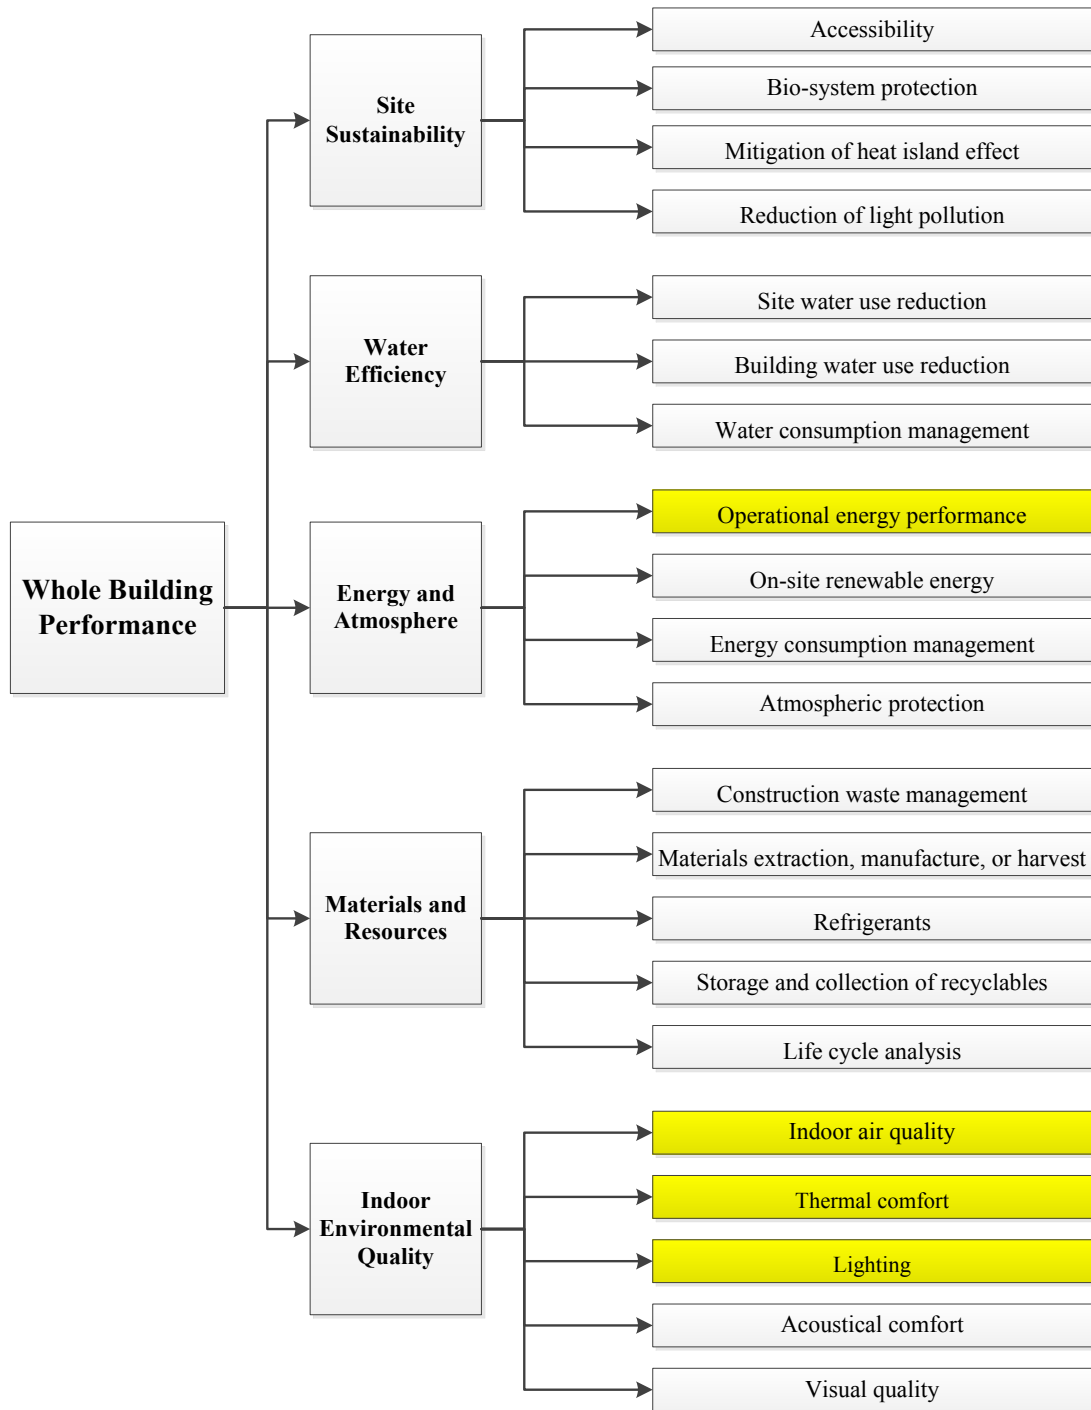 Whole Building
Performance
Site
Sustainability
Accessibility
Bio-system protection
Mitigation of heat island effect
Reduction of light pollution
Water
Efficiency
Site water use reduction
Building water use reduction
Water consumption management
Energy and
Atmosphere
Operational energy performance
On-site renewable energy
Energy consumption management
Atmospheric protection
Materials and
Resources
Construction waste management
Materials extraction, manufacture, or harvest
Refrigerants
Storage and collection of recyclables
Life cycle analysis
Indoor
Environmental
Quality
Indoor air quality
Thermal comfort
Lighting
Acoustical comfort
Visual quality